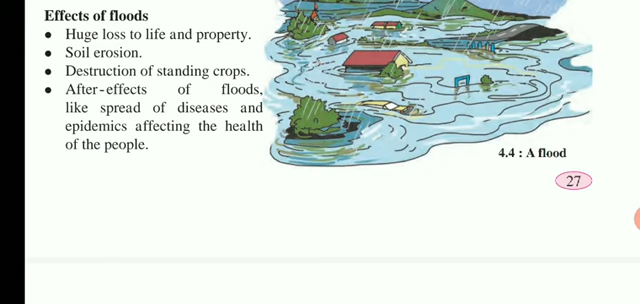 Effects of floods
• Huge loss to life and property.
• Soil erosion.
• Destruction of standing crops.
• After-effects of floods,
like spread of diseases and
epidemics affecting the health
of the people.
4.4 : A flood
27